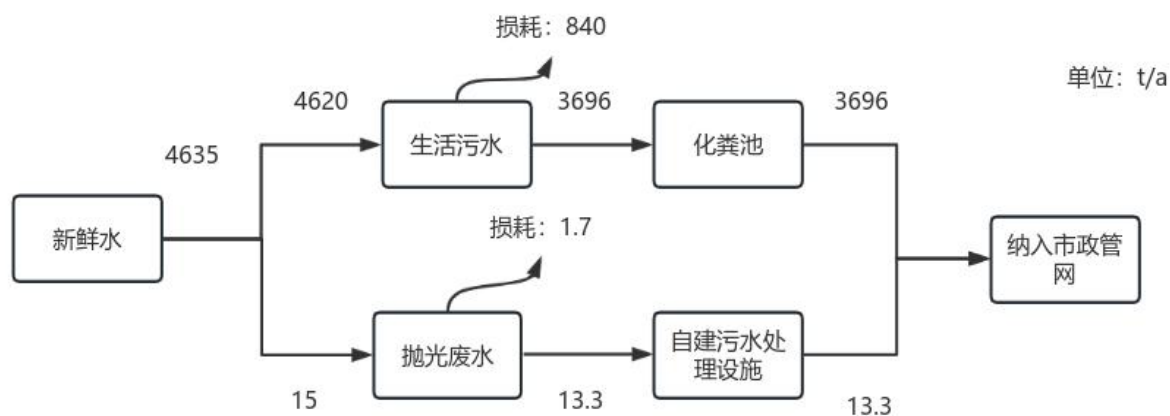 损耗：840
单位：t/a
4620
3696
3696
生活污水
化粪池
4635
新鲜水
损耗：1.7
纳入市政管
网
抛光废水
自建污水处
理设施
15
13.3
13.3